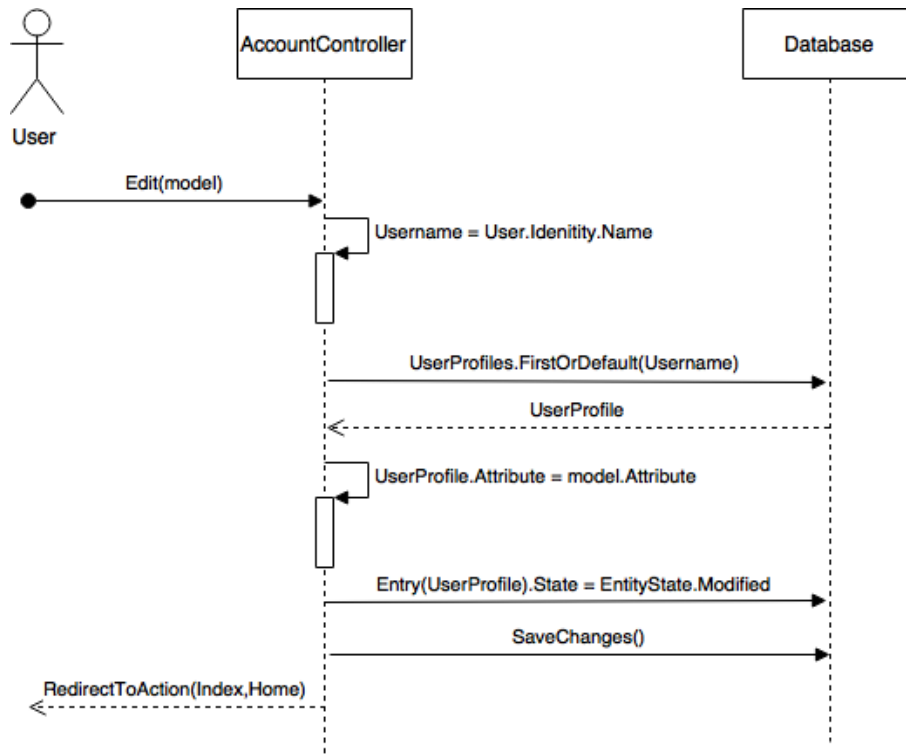 AccountController
Database
User
Edit(model)
Username = User.Idenitity.Name
UserProfiles.FirstOrDefault(Username)
UserProfile
UserProfile.Attribute = model.Attribute
Entry(UserProfile).State = EntityState.Modified
SaveChanges()
RedirectToAction(Index,Home)